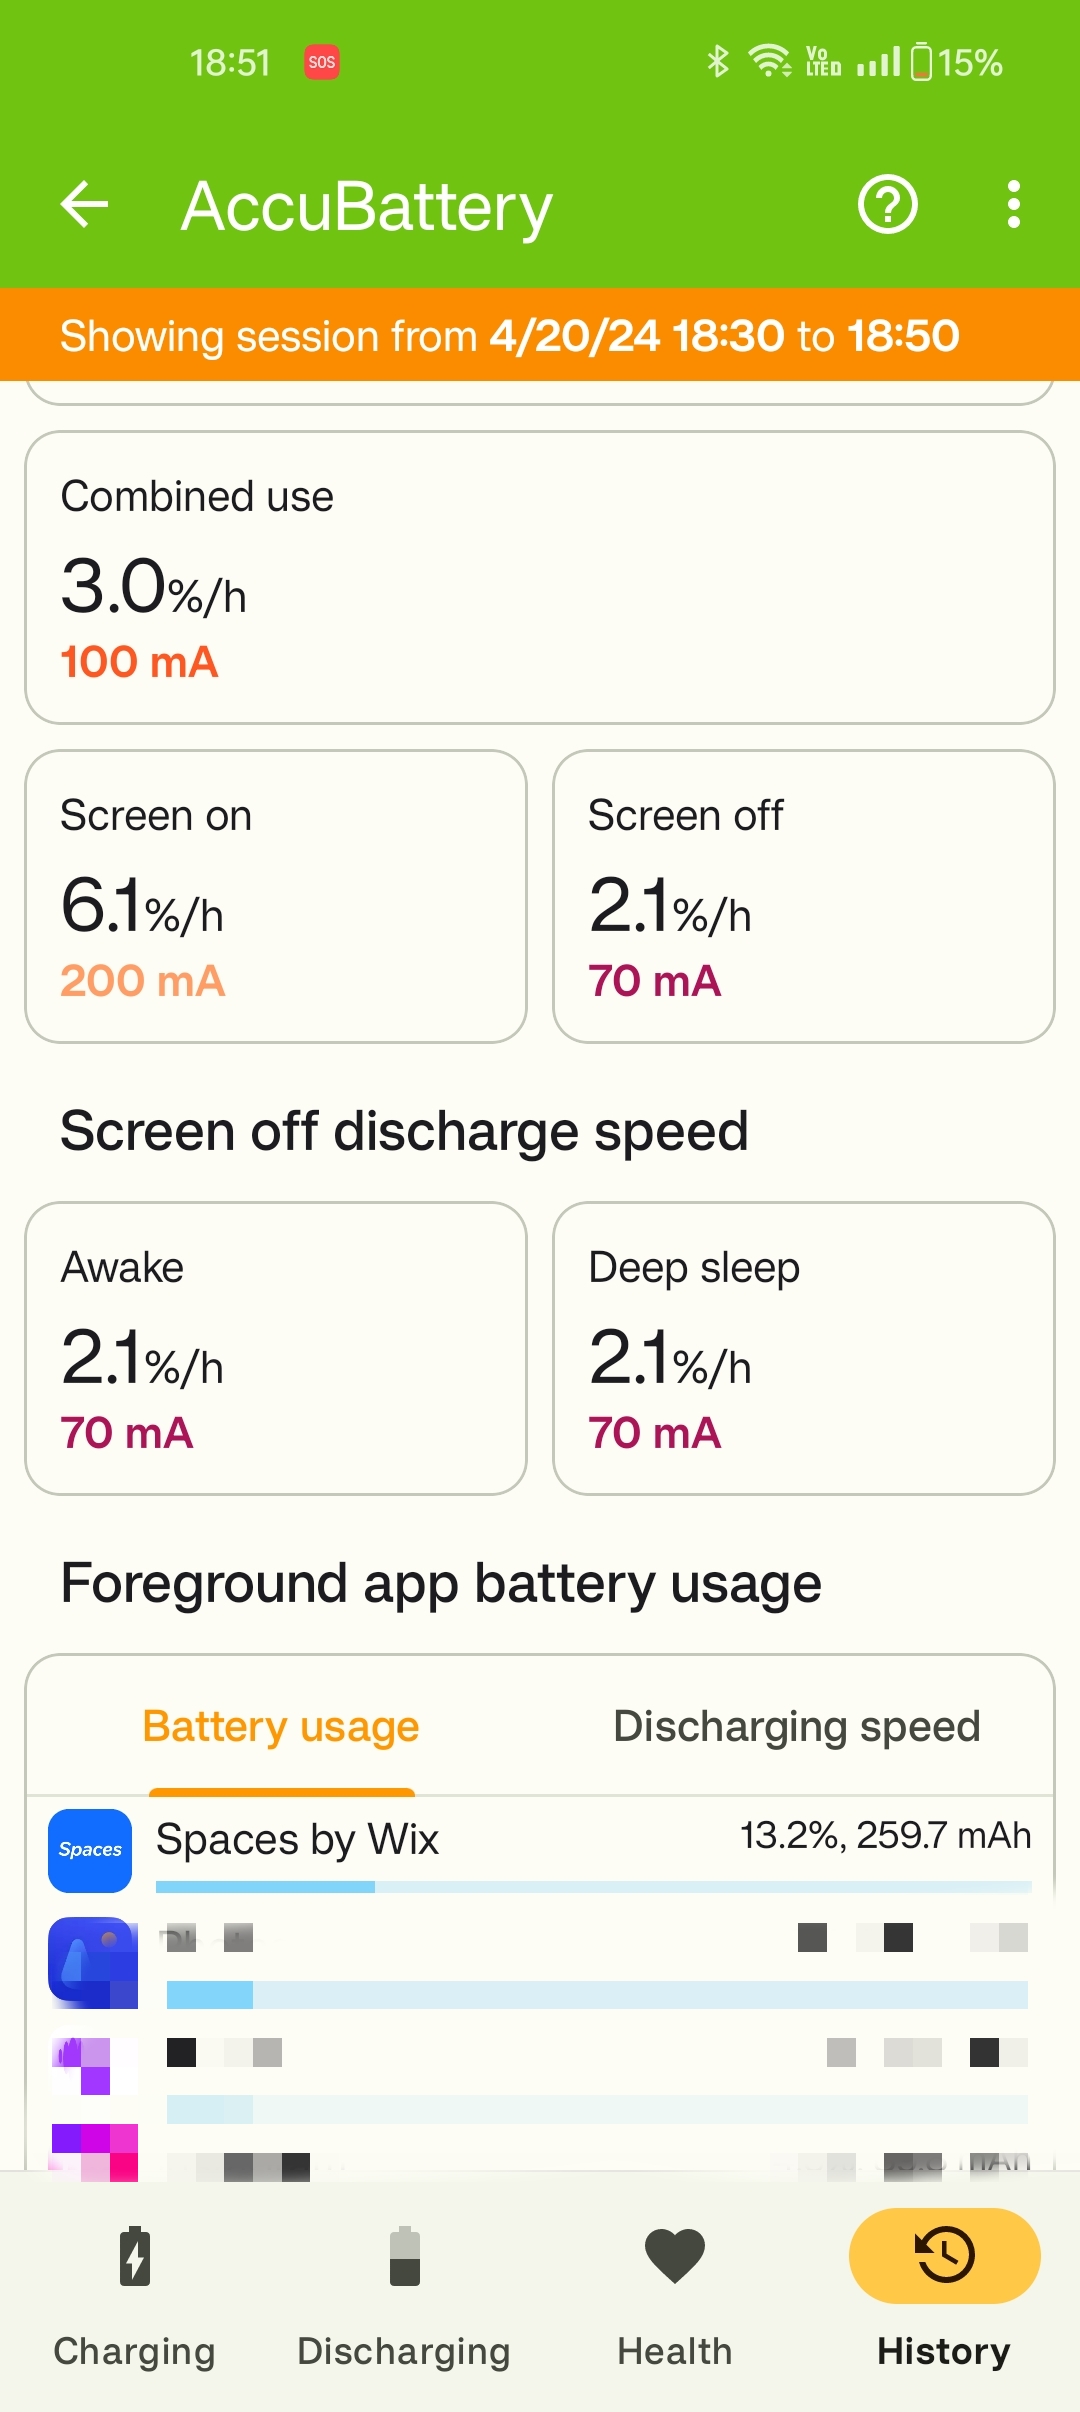 18:51 SOS Vo LTED 15%
AccuBattery
Showing session from 4/20/24 18:30 to 18:50
Combined use
3.0%/h
100 mA
Screen on
6.1%/h
200 mA
Screen off
2.1%/h
70 mA
Screen off discharge speed
Awake
2.1%/h
70 mA
Deep sleep
2.1%/h
70 mA
Foreground app battery usage
Battery usage
Discharging speed
Spaces
Spaces by Wix
13.2%, 259.7 mAh
Charging
Discharging
Health
History